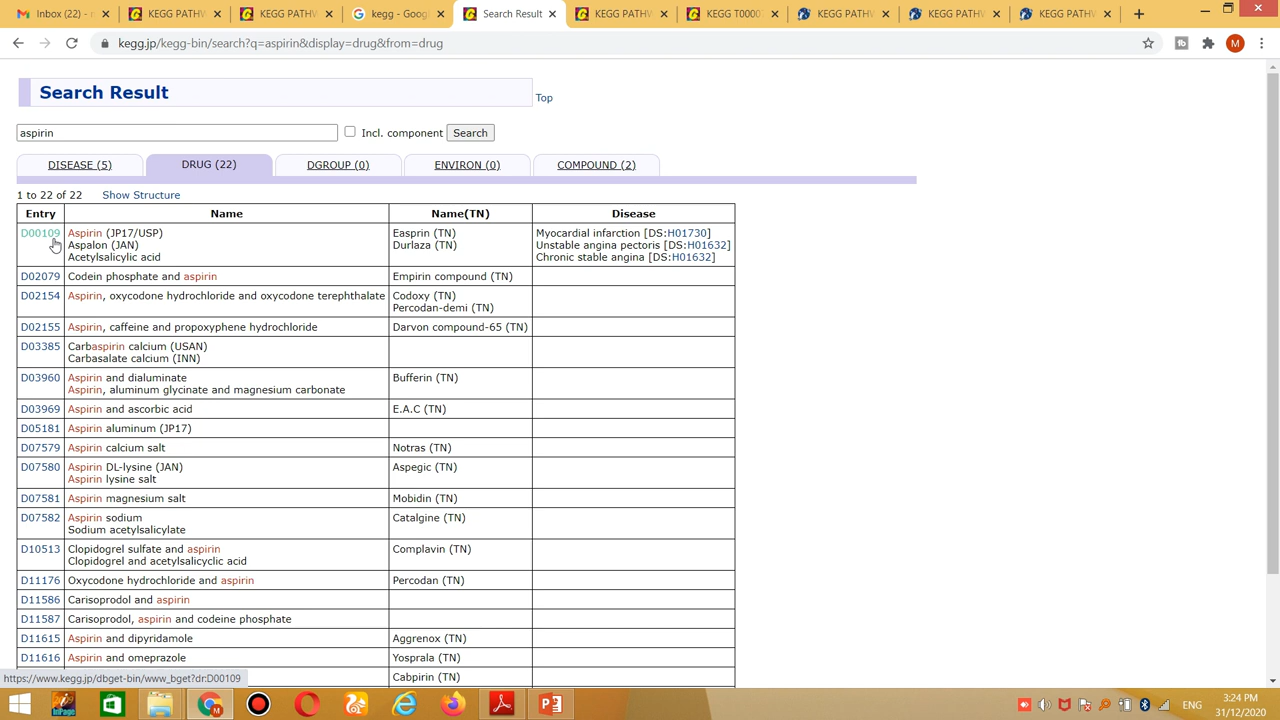 Inbox (22) -
KEGG PATHW
KEGG PATHW
kegg - Googl
Search Result
KEGG PATHW
KEGG T0000
KEGG PATHW
KEGG PATHW
KEGG PATHW
kegg.jp/kegg-bin/search?q=aspirin&display=drug&from=drug
M
Search Result
Top
aspirin
Incl. component Search
DISEASE (5) DRUG (22) DGROUP (0) ENVIRON (0) COMPOUND (2)
1 to 22 of 22 Show Structure
Entry Name Name(TN) Disease
D00109 Aspirin (JP17/USP) Easprin (TN) Myocardial infarction [DS:H01730]
Aspalon (JAN) Durlaza (TN) Unstable angina pectoris [DS:H01632]
Acetylsalicylic acid Chronic stable angina [DS:H01632]
D02079 Codein phosphate and aspirin Empirin compound (TN)
D02154 Aspirin, oxycodone hydrochloride and oxycodone terephthalate Codoxy (TN)
Percodan-demi (TN)
D02155 Aspirin, caffeine and propoxyphene hydrochloride Darvon compound-65 (TN)
D03385 Carbaspirin calcium (USAN)
Carbasalate calcium (INN)
D03960 Aspirin and dialuminate Bufferin (TN)
Aspirin, aluminum glycinate and magnesium carbonate
D03969 Aspirin and ascorbic acid E.A.C (TN)
D05181 Aspirin aluminum (JP17)
D07579 Aspirin calcium salt Notras (TN)
D07580 Aspirin DL-lysine (JAN) Aspegic (TN)
Aspirin lysine salt
D07581 Aspirin magnesium salt Mobidin (TN)
D07582 Aspirin sodium Catalgine (TN)
Sodium acetylsalicylate
D10513 Clopidogrel sulfate and aspirin Complavin (TN)
Clopidogrel and acetylsalicyclic acid
D11176 Oxycodone hydrochloride and aspirin Percodan (TN)
D11586 Carisoprodol and aspirin
D11587 Carisoprodol, aspirin and codeine phosphate
D11615 Aspirin and dipyridamole Aggrenox (TN)
D11616 Aspirin and omeprazole Yosprala (TN)
Cabpirin (TN)
https://www.kegg.jp/dbget-bin/www_bget?dr:D00109
ENG
3:24 PM
31/12/2020